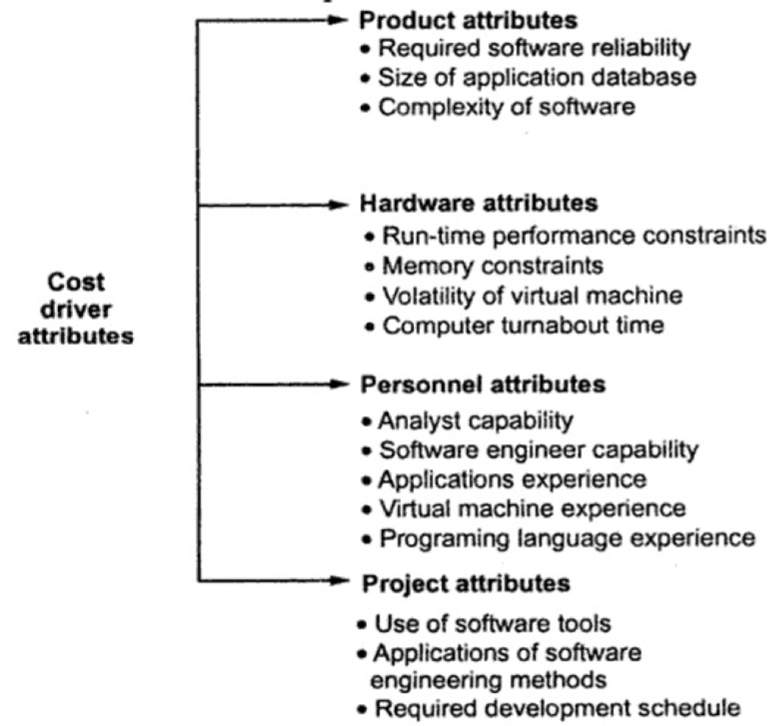 Product attributes
• Required software reliability
• Size of application database
• Complexity of software
Hardware attributes
• Run-time performance constraints
• Memory constraints
• Volatility of virtual machine
• Computer turnabout time
Cost
driver
attributes
Personnel attributes
• Analyst capability
• Software engineer capability
• Applications experience
• Virtual machine experience
• Programing language experience
Project attributes
• Use of software tools
• Applications of software
engineering methods
• Required development schedule